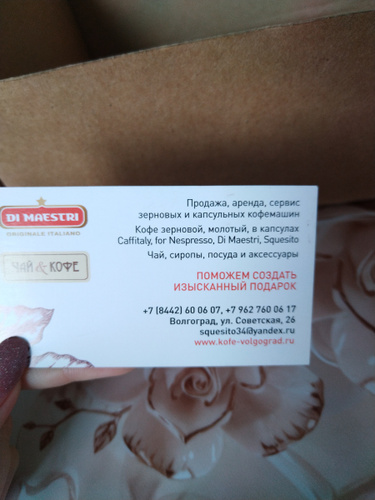 DI MAESTRI
ORIGINALE ITALIANO
ЧАЙ & КОФЕ
Продажа, аренда, сервис
зерновых и капсульных кофемашин
Кофе зерновой, молотый, в капсулах
Caffitaly, for Nespresso, Di Maestri, Squesito
Чай, сиропы, посуда и аксессуары
ПОМОЖЕМ СОЗДАТЬ
ИЗЫСКАННЫЙ ПОДАРОК
+7 (8442) 60 06 07, +7 962 760 06 17
Волгоград, ул. Советская, 26
squesito34@yandex.ru
www.kofe-volgograd.ru